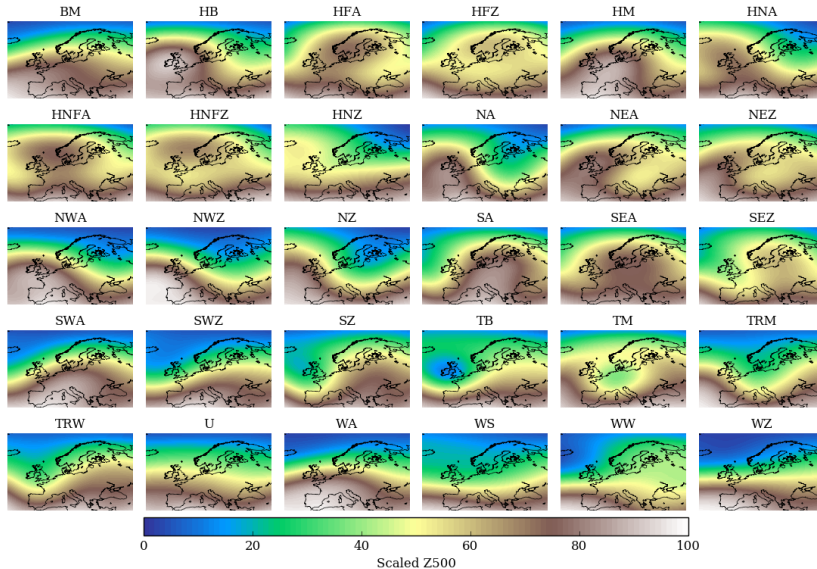 BM HB HFA HFZ HM HNA
HNFA HNFZ HNZ NA NEA NEZ
NWA NWZ NZ SA SEA SEZ
SWA SWZ SZ TB TM TRM
TRW U WA WS WW WZ
0 20 40 60 80 100
Scaled Z500